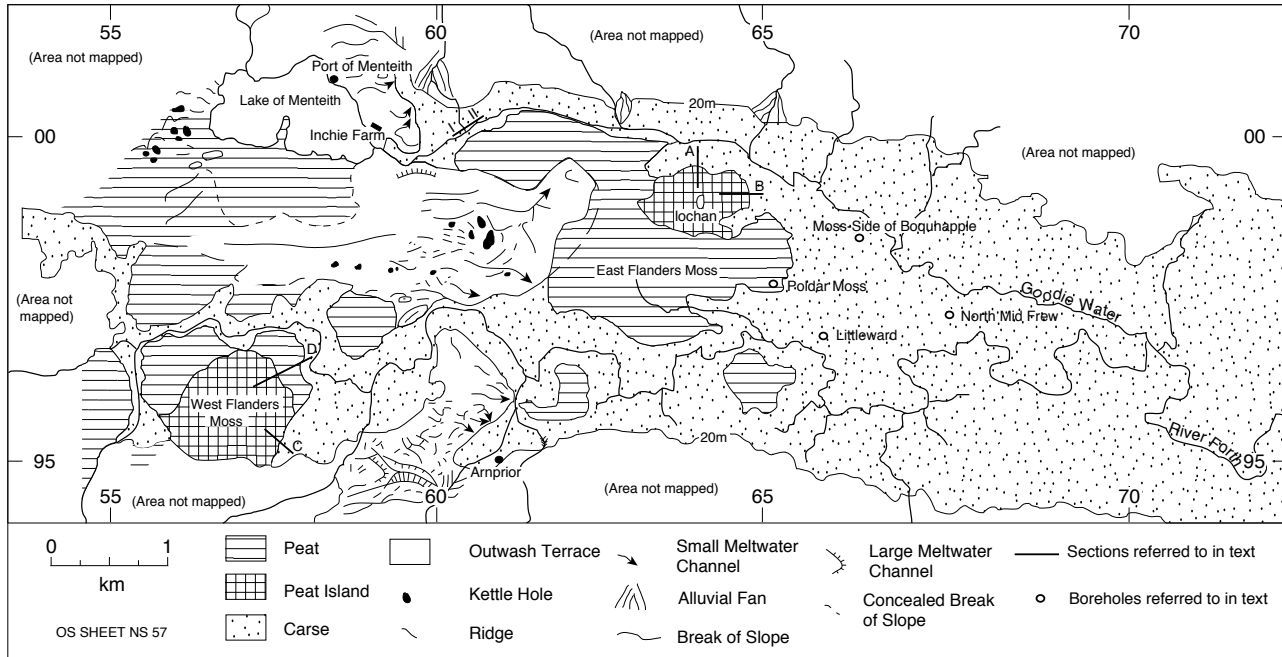 55
60
65
70
(Area not mapped)
(Area not mapped)
Port of Menteith
Lake of Menteith
20m
Inchie Farm
I
II
00
00
A
(Area not mapped)
B
lochan
Moss-Side of Boquhapple
East Flanders Moss
Poldar Moss
(Area not
mapped)
Goodie Water
North Mid Frew
Littleward
D
West Flanders
Moss
C
20m
River Forth
95
95
Arnprior
(Area not mapped)
(Area not mapped)
55
60
65
70
0 1
km
OS SHEET NS 57
Peat
Peat Island
Carse
Outwash Terrace
Kettle Hole
Ridge
Small Meltwater
Channel
Alluvial Fan
Break of Slope
Large Meltwater
Channel
Concealed Break
of Slope
Sections referred to in text
Boreholes referred to in text